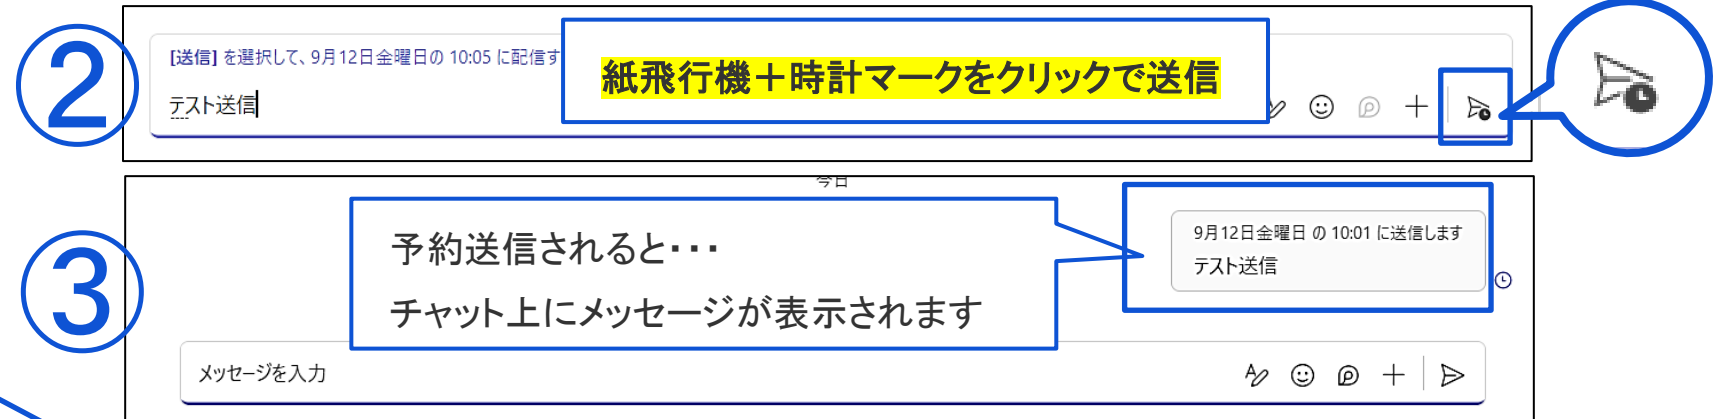 ②
[送信] を選択して、9月12日金曜日の 10:05 に配信す
紙飛行機＋時計マークをクリックで送信
テスト送信
③
今日
予約送信されると・・・
チャット上にメッセージが表示されます
9月12日金曜日 の 10:01 に送信します
テスト送信
メッセージを入力